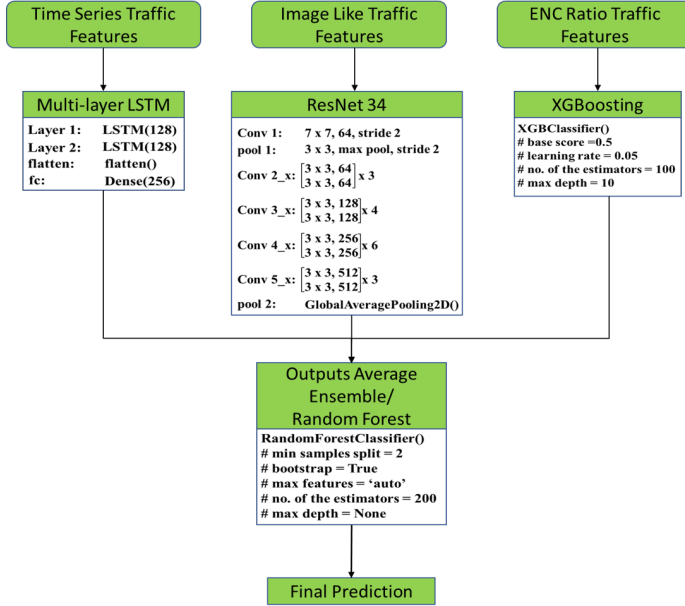 Time Series Traffic
Features
Image Like Traffic
Features
ENC Ratio Traffic
Features
Multi-layer LSTM
Layer 1: LSTM(128)
Layer 2: LSTM(128)
flatten: flatten()
fc: Dense(256)
ResNet 34
Conv 1: 7 x 7, 64, stride 2
pool 1: 3 x 3, max pool, stride 2
Conv 2_x: [3 x 3, 64
3 x 3, 64] x 3
Conv 3_x: [3 x 3, 128
3 x 3, 128] x 4
Conv 4_x: [3 x 3, 256
3 x 3, 256] x 6
Conv 5_x: [3 x 3, 512
3 x 3, 512] x 3
pool 2: GlobalAveragePooling2D()
XGBoosting
XGBClassifier()
# base score =0.5
# learning rate = 0.05
# no. of the estimators = 100
# max depth = 10
Outputs Average
Ensemble/
Random Forest
RandomForestClassifier()
# min samples split = 2
# bootstrap = True
# max features = ‘auto’
# no. of the estimators = 200
# max depth = None
Final Prediction